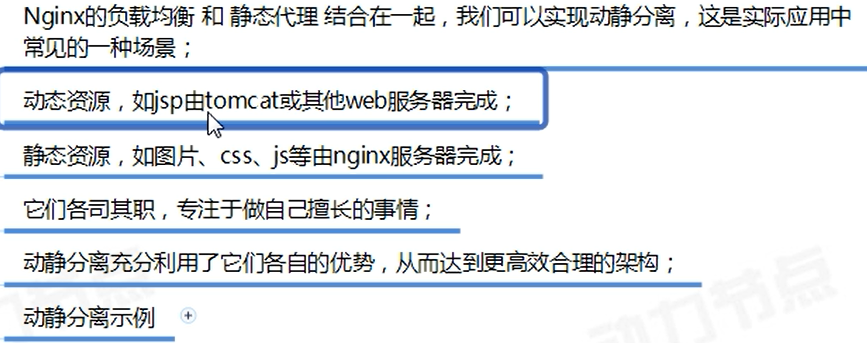 Nginx的负载均衡 和 静态代理 结合在一起，我们可以实现动静分离，这是实际应用中
常见的一种场景；
动态资源，如jsp由tomcat或其他web服务器完成；
静态资源，如图片、css、js等由nginx服务器完成；
它们各司其职，专注于做自己擅长的事情；
动静分离充分利用了它们各自的优势，从而达到更高效合理的架构；
动静分离示例
动力节点